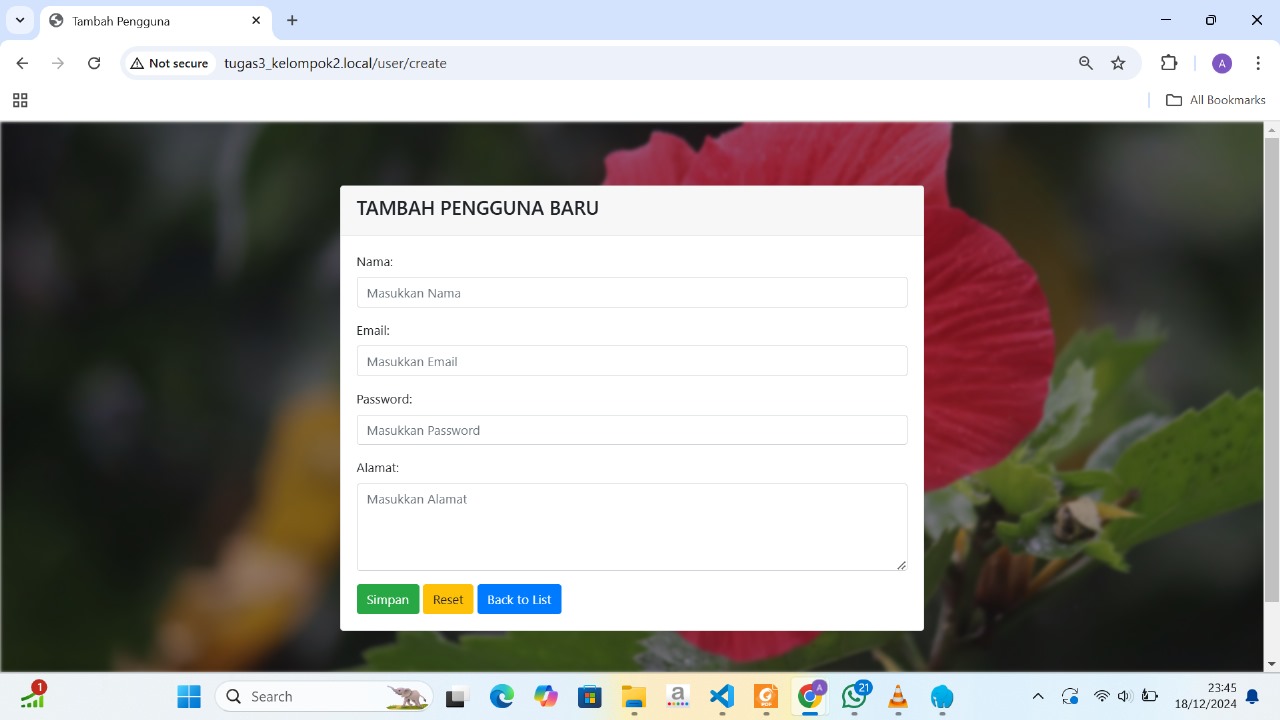 Tambah Pengguna
Not secure
tugas3_kelompok2.local/user/create
A
All Bookmarks
TAMBAH PENGGUNA BARU
Nama:
Masukkan Nama
Email:
Masukkan Email
Password:
Masukkan Password
Alamat:
Masukkan Alamat
Simpan Reset Back to List
1
Search
a
A
21
23:45
18/12/2024